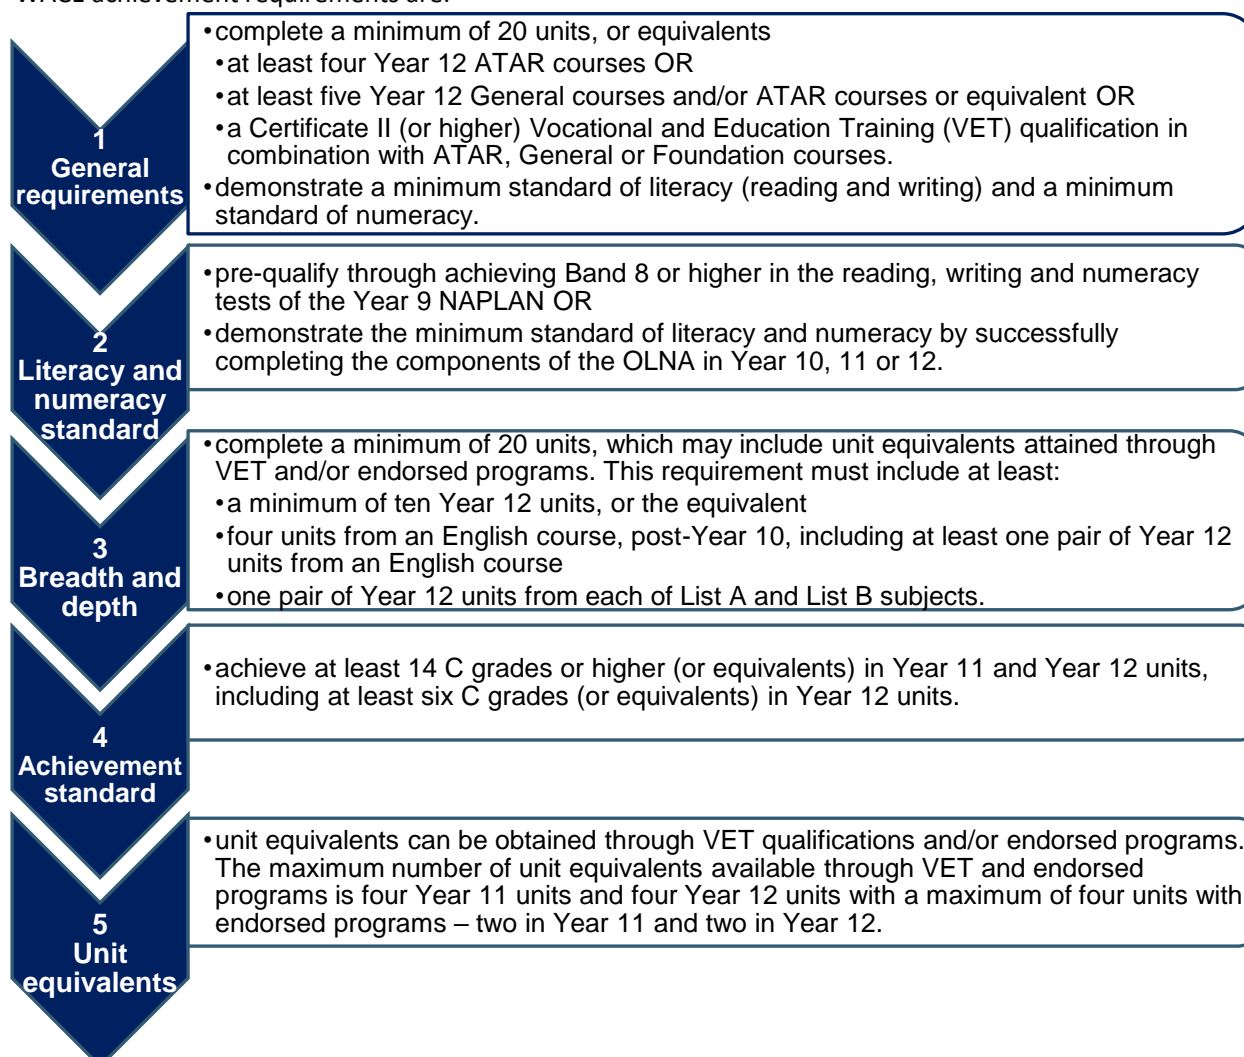 WACE achievement requirements are:
1
General
requirements
•complete a minimum of 20 units, or equivalents
•at least four Year 12 ATAR courses OR
•at least five Year 12 General courses and/or ATAR courses or equivalent OR
•a Certificate II (or higher) Vocational and Education Training (VET) qualification in
combination with ATAR, General or Foundation courses.
•demonstrate a minimum standard of literacy (reading and writing) and a minimum
standard of numeracy.
2
Literacy and
numeracy
standard
•pre-qualify through achieving Band 8 or higher in the reading, writing and numeracy
tests of the Year 9 NAPLAN OR
•demonstrate the minimum standard of literacy and numeracy by successfully
completing the components of the OLNA in Year 10, 11 or 12.
3
Breadth and
depth
•complete a minimum of 20 units, which may include unit equivalents attained through
VET and/or endorsed programs. This requirement must include at least:
•a minimum of ten Year 12 units, or the equivalent
•four units from an English course, post-Year 10, including at least one pair of Year 12
units from an English course
•one pair of Year 12 units from each of List A and List B subjects.
4
Achievement
standard
•achieve at least 14 C grades or higher (or equivalents) in Year 11 and Year 12 units,
including at least six C grades (or equivalents) in Year 12 units.
5
Unit
equivalents
•unit equivalents can be obtained through VET qualifications and/or endorsed programs.
The maximum number of unit equivalents available through VET and endorsed
programs is four Year 11 units and four Year 12 units with a maximum of four units with
endorsed programs – two in Year 11 and two in Year 12.